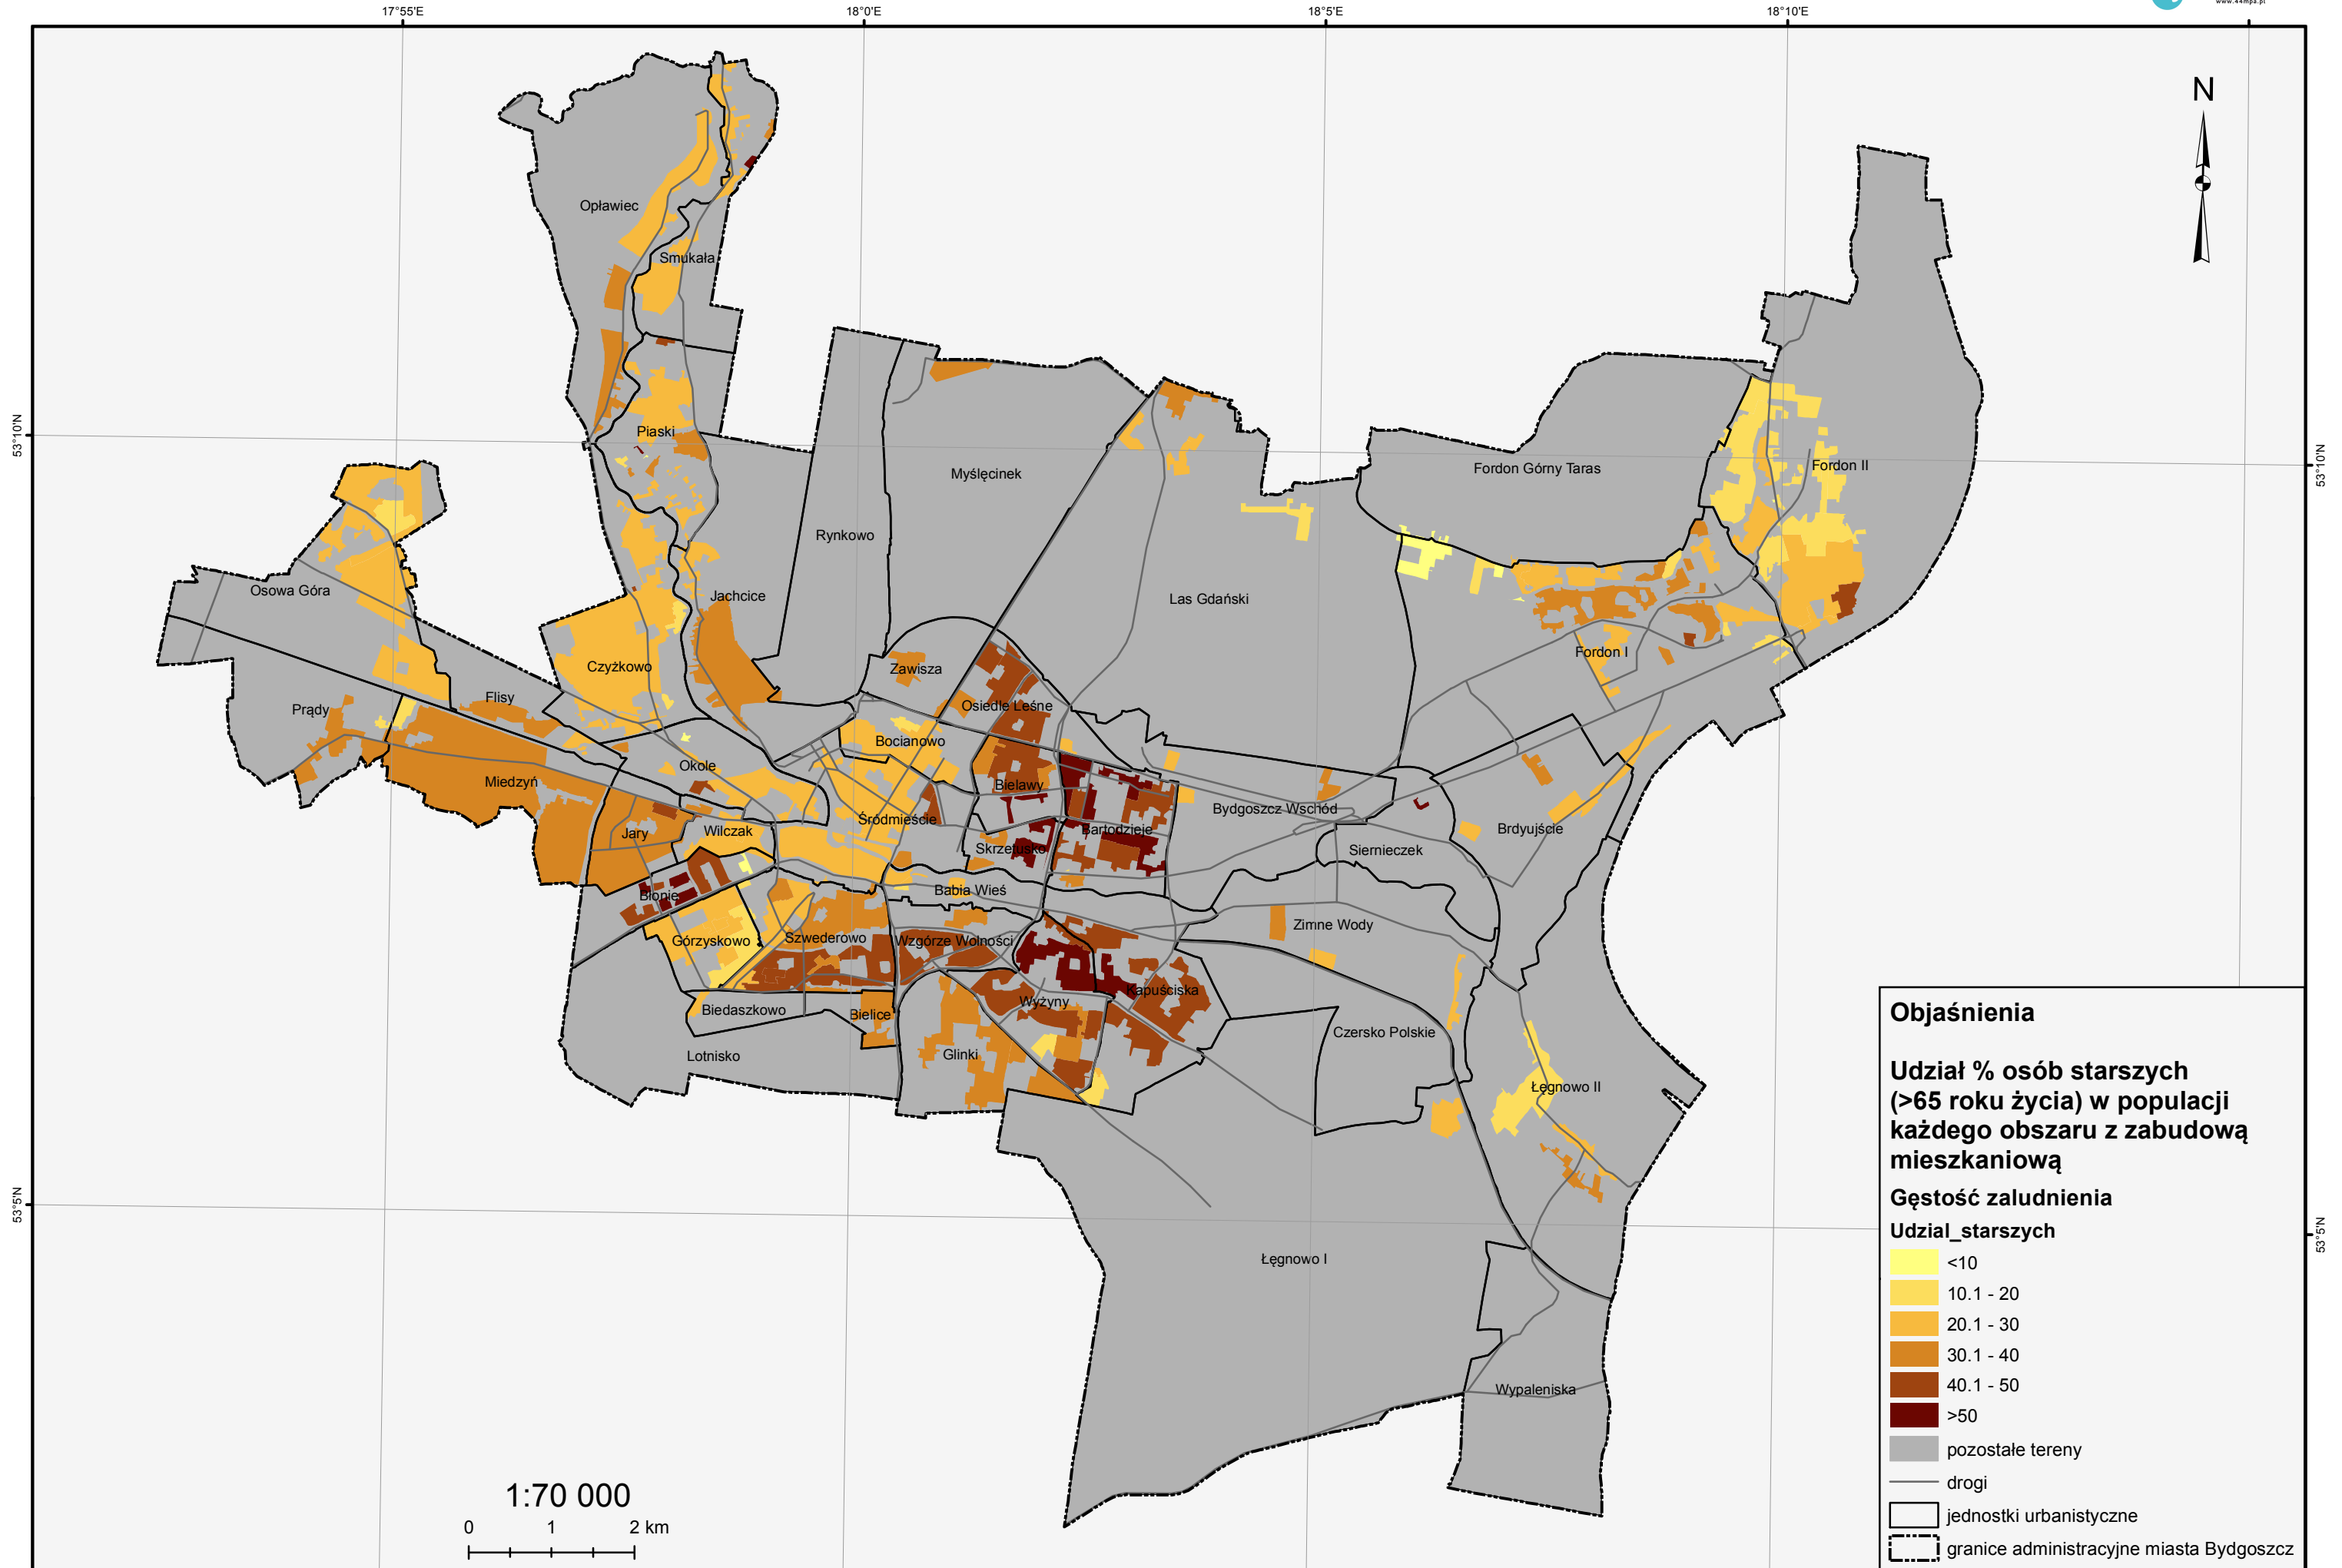 17°55'E
18°0'E
18°5'E
18°10'E
www.44mpa.pl
N
53°10'N
53°10'N
53°5'N
53°5'N
Opławiec
Smukała
Piaski
Fordon Górny Taras
Fordon II
Myślęcinek
Rynkowo
Osowa Góra
Jachcice
Las Gdański
Czyżkowo
Zawisza
Fordon I
Flisy
Prądy
Osiedle Leśne
Bocianowo
Okole
Miedzyń
Bielawy
Bydgoszcz Wschód
Śródmieście
Jary
Wilczak
Bartodzieje
Brdyujście
Skrzetusko
Siernieczek
Błonie
Babia Wieś
Zimne Wody
Górzyskowo
Szwederowo
Wzgórze Wolności
Kapuściska
Wyżyny
Biedaszkowo
Bielice
Czersko Polskie
Lotnisko
Glinki
Łęgnowo II
Łęgnowo I
Wypaleniska
Objaśnienia
Udział % osób starszych
(>65 roku życia) w populacji
każdego obszaru z zabudową
mieszkaniową
Gęstość zaludnienia
Udzial_starszych
<10
10.1 - 20
20.1 - 30
30.1 - 40
40.1 - 50
>50
pozostałe tereny
drogi
jednostki urbanistyczne
granice administracyjne miasta Bydgoszcz
1:70 000
0 1 2 km